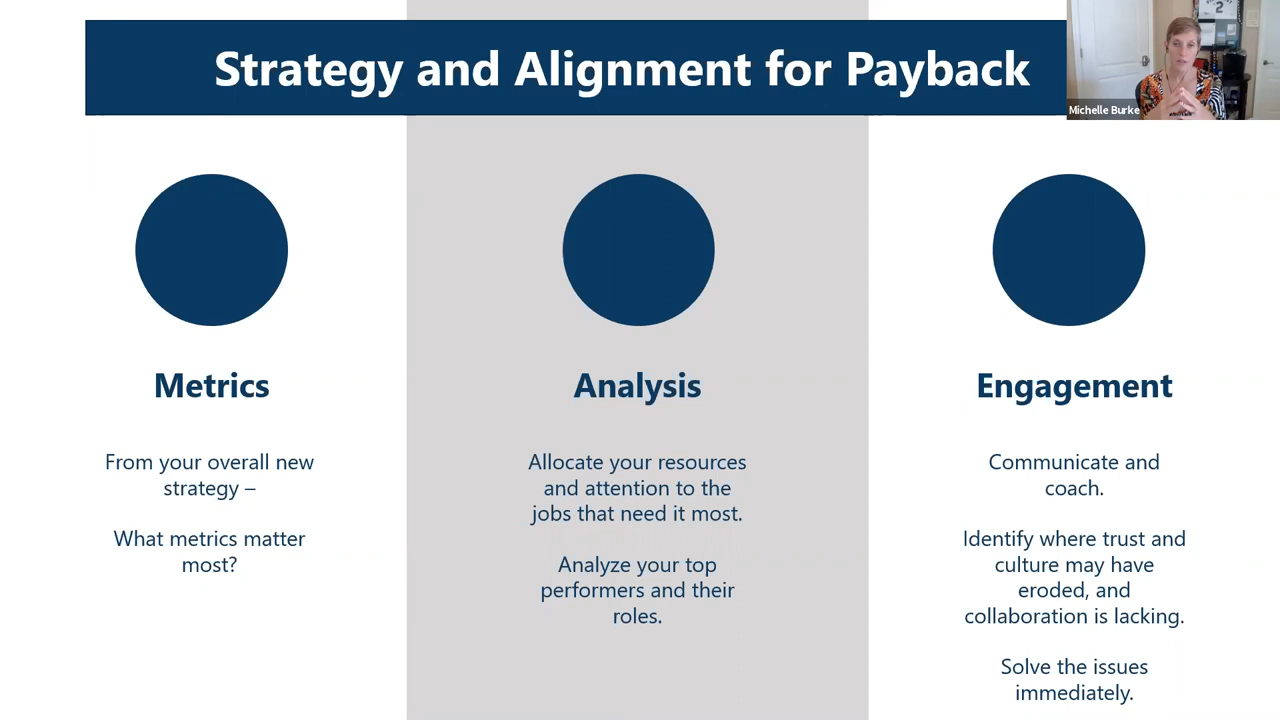 Strategy and Alignment for Payback
Michelle Burke
Metrics
From your overall new
strategy –
What metrics matter
most?
Analysis
Allocate your resources
and attention to the
jobs that need it most.
Analyze your top
performers and their
roles.
Engagement
Communicate and
coach.
Identify where trust and
culture may have
eroded, and
collaboration is lacking.
Solve the issues
immediately.